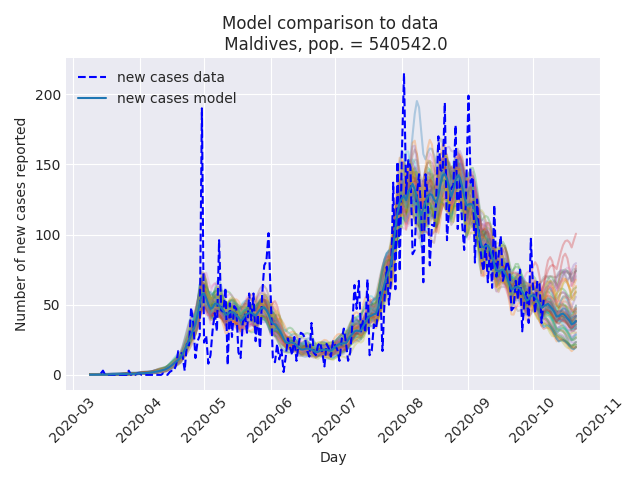 Model comparison to data
Maldives, pop. = 540542.0
new cases data
new cases model
Number of new cases reported
200
150
100
50
0
2020-03
2020-04
2020-05
2020-06
2020-07
2020-08
2020-09
2020-10
2020-11
Day